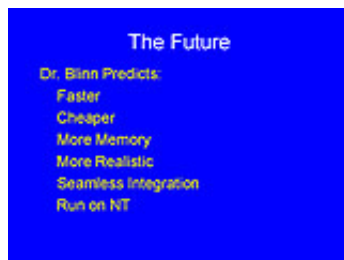 The Future
Dr. Blinn Predicts:
Faster
Cheaper
More Memory
More Realistic
Seamless Integration
Run on NT